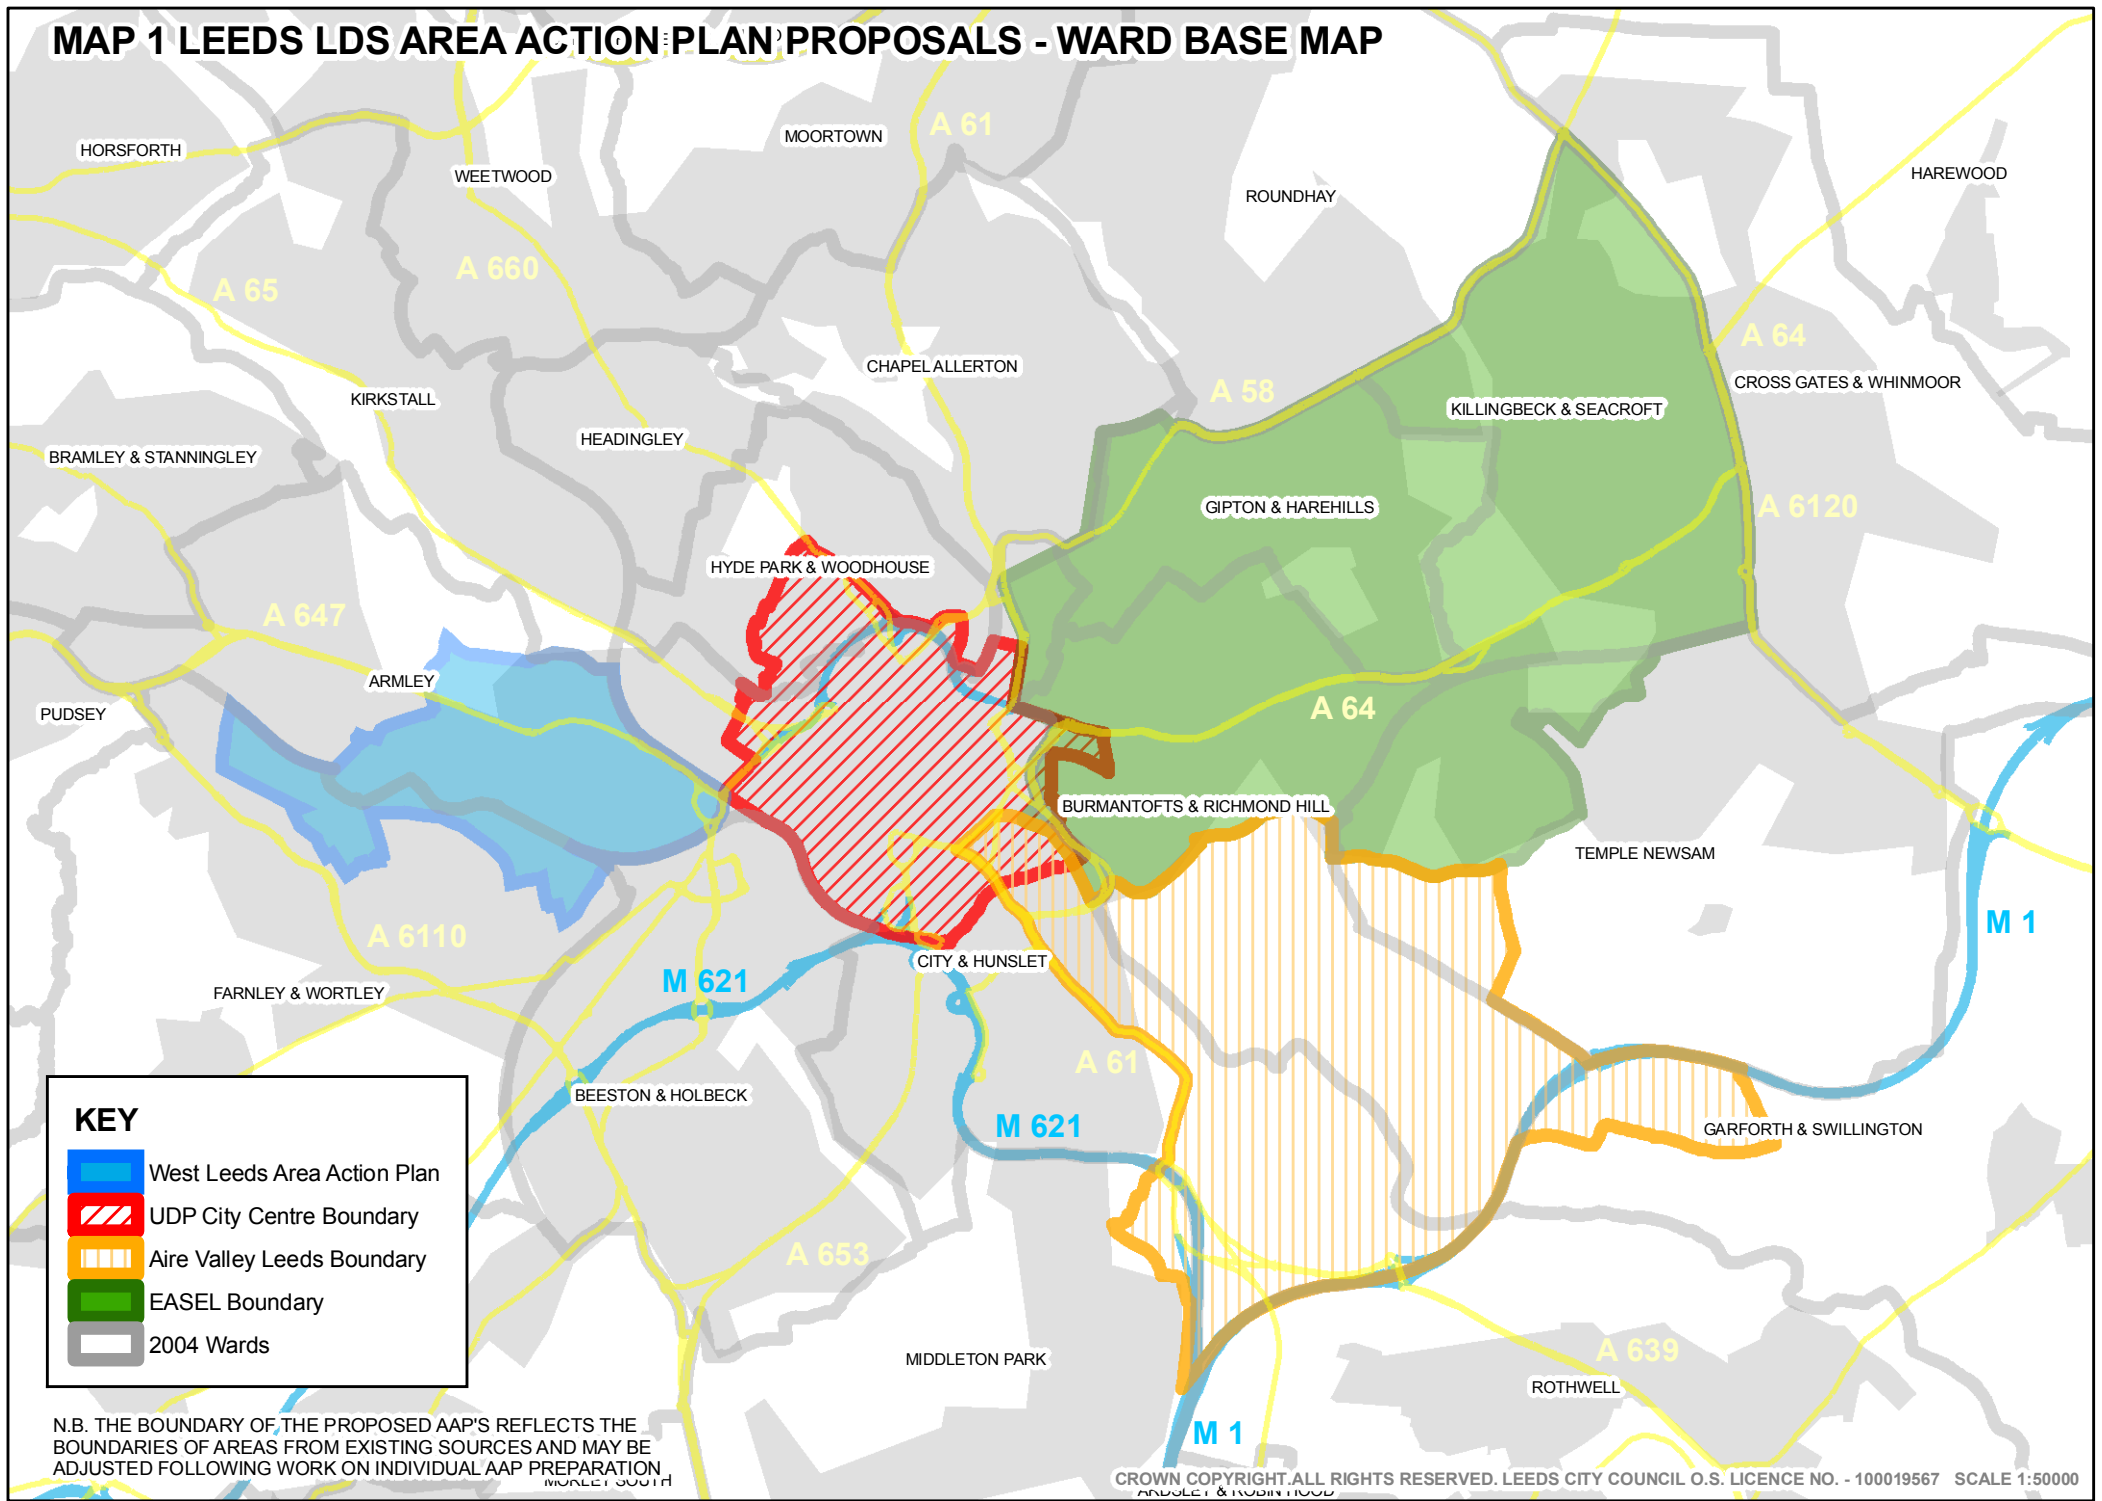 MAP 1 LEEDS LDS AREA ACTION PLAN PROPOSALS - WARD BASE MAP
HORSFORTH
MOORTOWN
A 61
WEETWOOD
ROUNDHAY
HAREWOOD
A 660
A 65
A 64
CHAPEL ALLERTON
CROSS GATES & WHINMOOR
A 58
KIRKSTALL
KILLINGBECK & SEACROFT
HEADINGLEY
BRAMLEY & STANNINGLEY
GIPTON & HAREHILLS
A 6120
HYDE PARK & WOODHOUSE
A 647
ARMLEY
PUDSEY
A 64
BURMANTOFTS & RICHMOND HILL
TEMPLE NEWSAM
M 1
A 6110
CITY & HUNSLET
M 621
FARNLEY & WORTLEY
A 61
BEESTON & HOLBECK
M 621
GARFORTH & SWILLINGTON
KEY
West Leeds Area Action Plan
UDP City Centre Boundary
Aire Valley Leeds Boundary
EASEL Boundary
2004 Wards
A 653
A 639
MIDDLETON PARK
ROTHWELL
M 1
N.B. THE BOUNDARY OF THE PROPOSED AAP'S REFLECTS THE
BOUNDARIES OF AREAS FROM EXISTING SOURCES AND MAY BE
ADJUSTED FOLLOWING WORK ON INDIVIDUAL AAP PREPARATION
MORLEY SOUTH
CROWN COPYRIGHT.ALL RIGHTS RESERVED. LEEDS CITY COUNCIL O.S. LICENCE NO. - 100019567 SCALE 1:50000
ARDSLEY & ROBIN HOOD